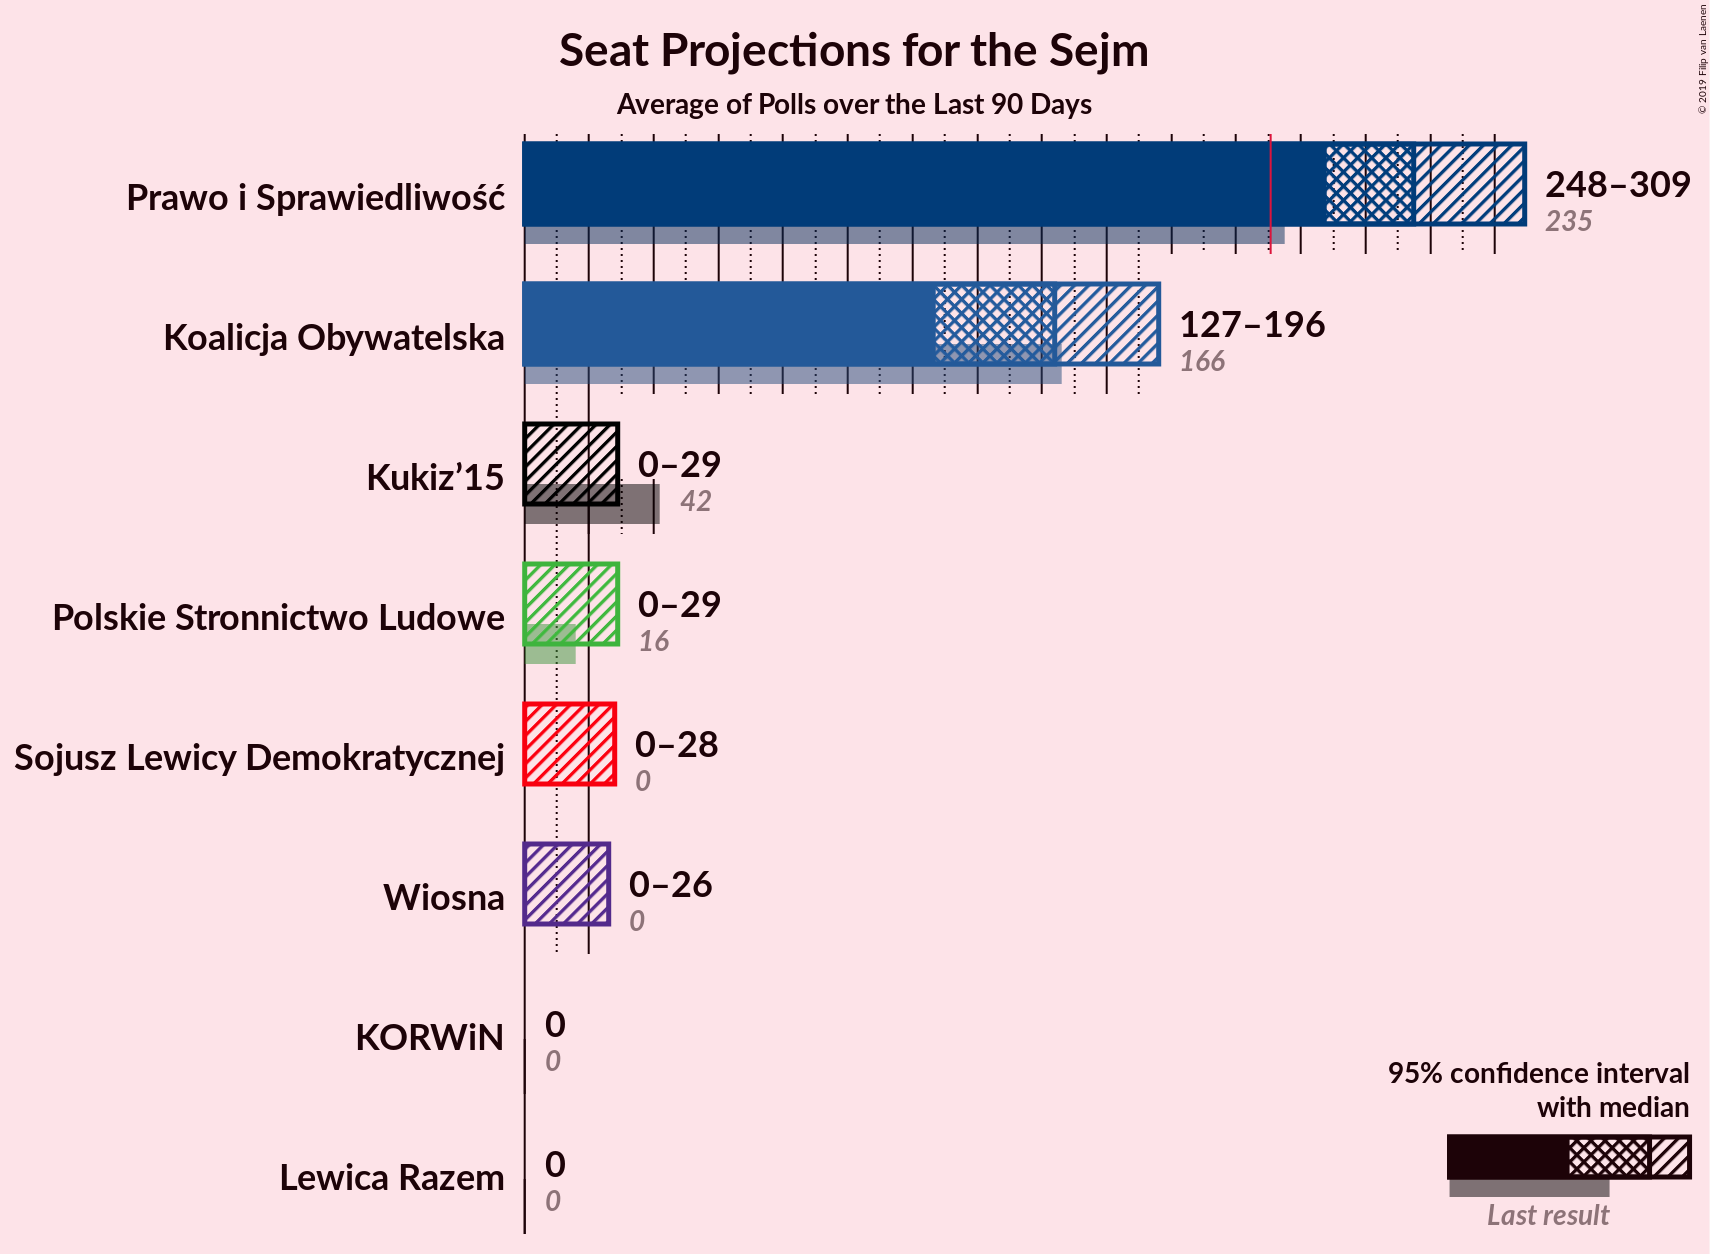 Seat Projections for the Sejm
Average of Polls over the Last 90 Days
© 2019 Filip van Laenen
Prawo i Sprawiedliwość
248–309
235
Koalicja Obywatelska
127–196
166
Kukiz’15
0–29
42
Polskie Stronnictwo Ludowe
0–29
16
Sojusz Lewicy Demokratycznej
0–28
0
Wiosna
0–26
0
KORWiN
0
0
Lewica Razem
0
0
95% confidence interval
with median
Last result